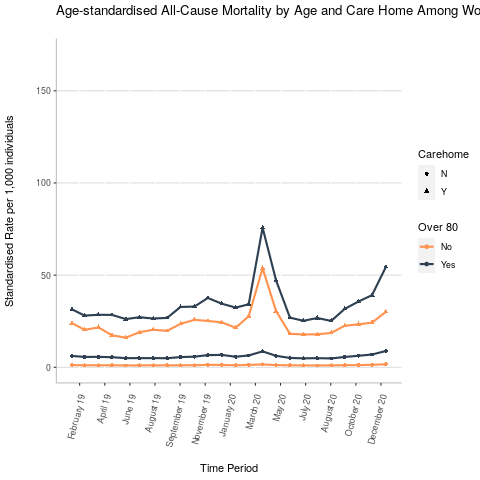 Age-standardised All-Cause Mortality by Age and Care Home Among Wo
Standardised Rate per 1,000 individuals
150
100
50
0
February 19
April 19
June 19
August 19
September 19
November 19
January 20
March 20
May 20
July 20
August 20
October 20
December 20
Time Period
Carehome
N
Y
Over 80
No
Yes